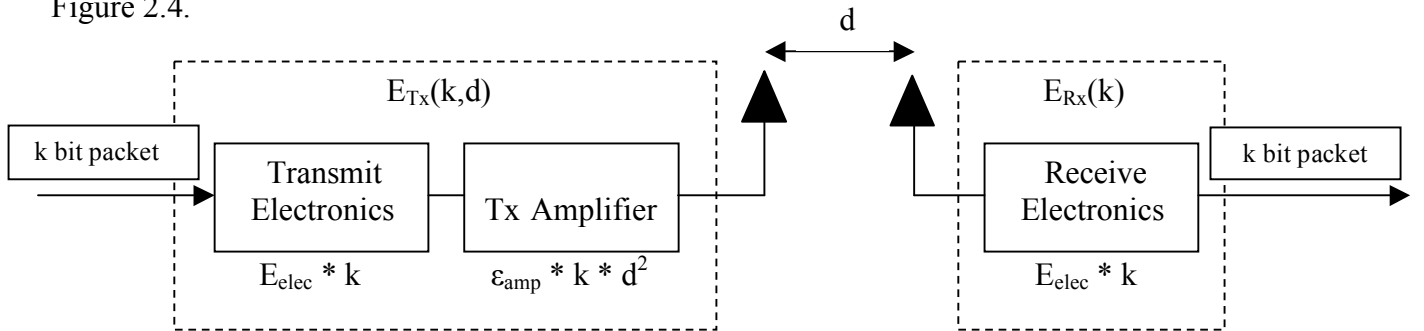 Figure 2.4.
d
E_Tx(k,d)
E_Rx(k)
k bit packet
Transmit
Electronics
Tx Amplifier
Receive
Electronics
k bit packet
E_elec * k
ε_amp * k * d²
E_elec * k